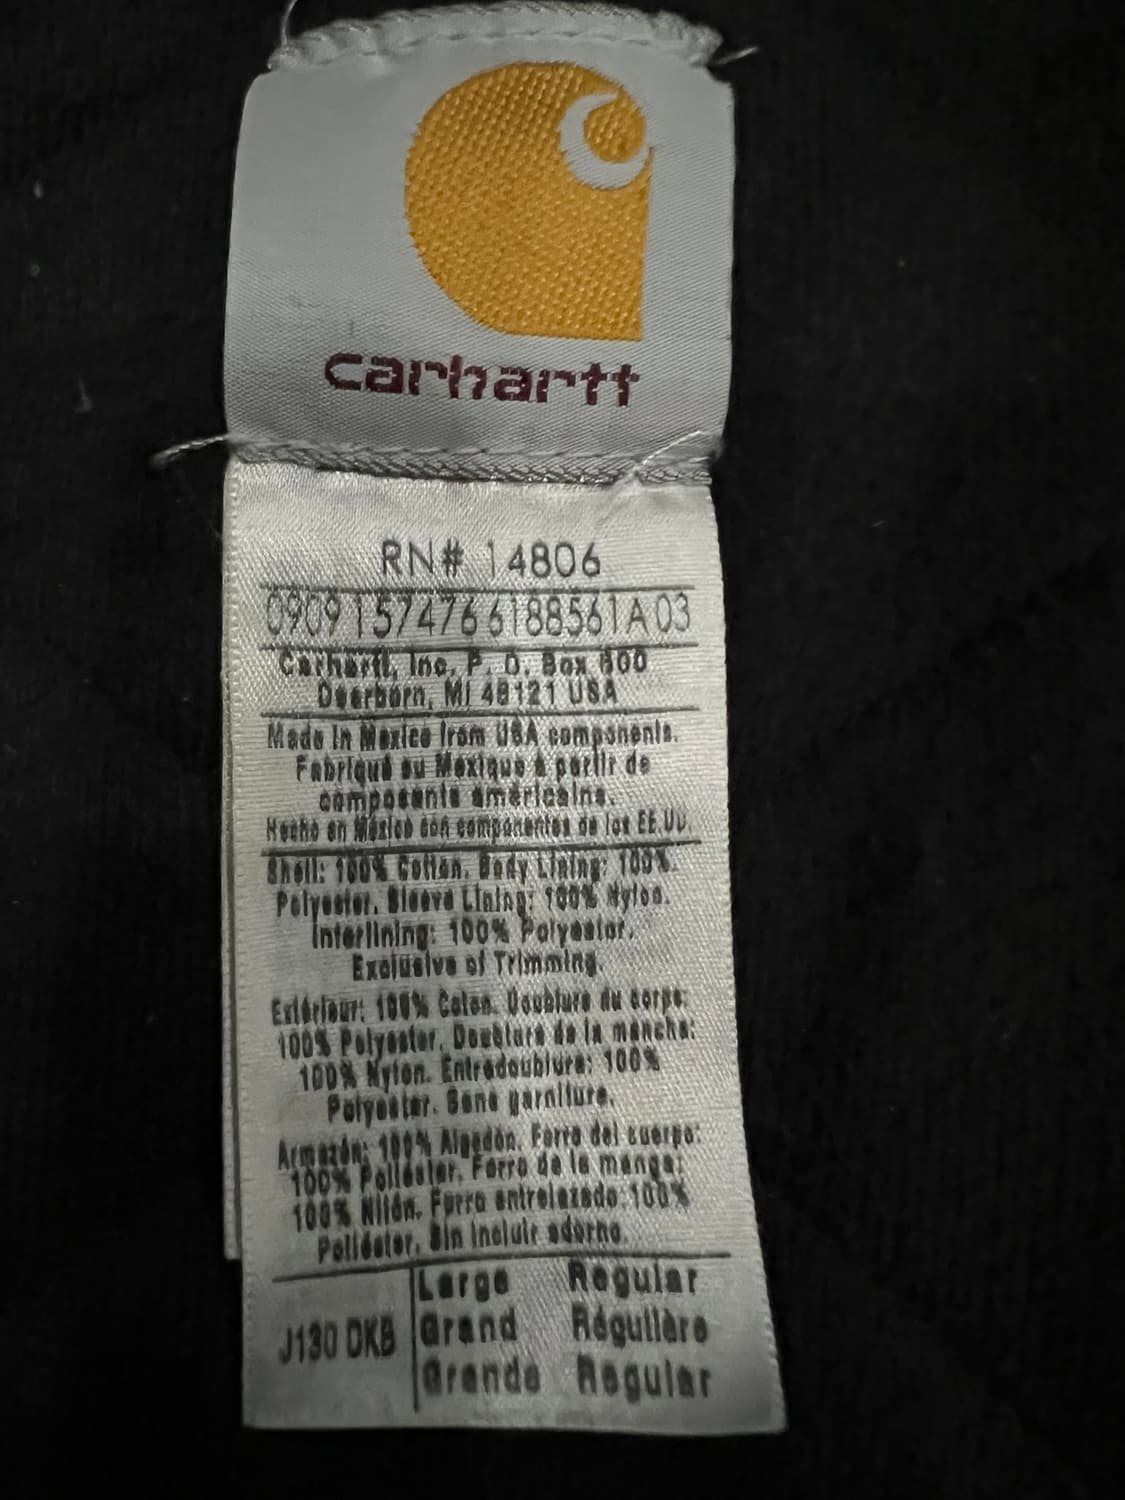 carhartt
RN# 14806
0909157476 6188561A03
Carhartt, Inc. P. O. Box 600
Dearborn, MI 48121 USA
Made In Mexico from USA components.
Fabriqué au Mexique à partir de
composants américains.
Hecho en México con componentes de los EE.UU.
Shell: 100% Cotton. Body Lining: 100%
Polyester. Sleeve Lining: 100% Nylon.
Interlining: 100% Polyester.
Exclusive of Trimming.
Extérieur: 100% Coton. Doublure du corps:
100% Polyester. Doublure de la manche:
100% Nylon. Entredoublure: 100%
Polyester. Sans garniture.
Armazón: 100% Algodón. Forro del cuerpo:
100% Poliéster. Forro de la manga:
100% Nilón. Forro entrelazado: 100%
Poliéster. Sin incluir adorno.
J130 DKB
Large Regular
Grand Régulière
Grande Regular